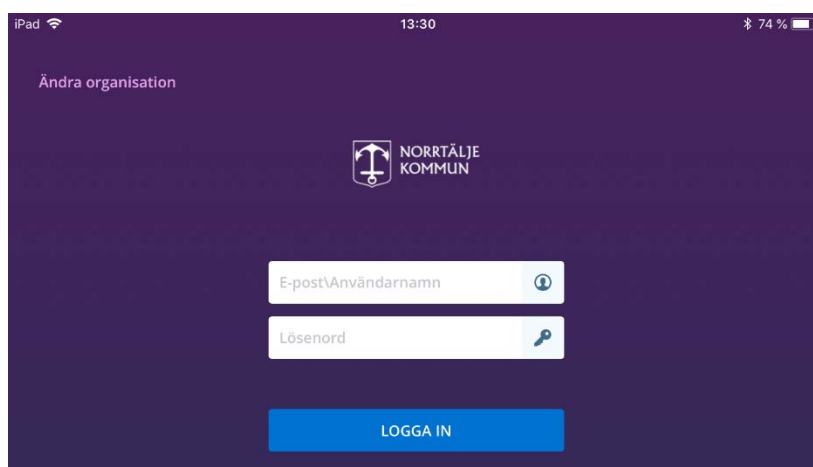 iPad 13:30 74 %
Ändra organisation
NORRTÄLJE
KOMMUN
E-post\Användarnamn
Lösenord
LOGGA IN